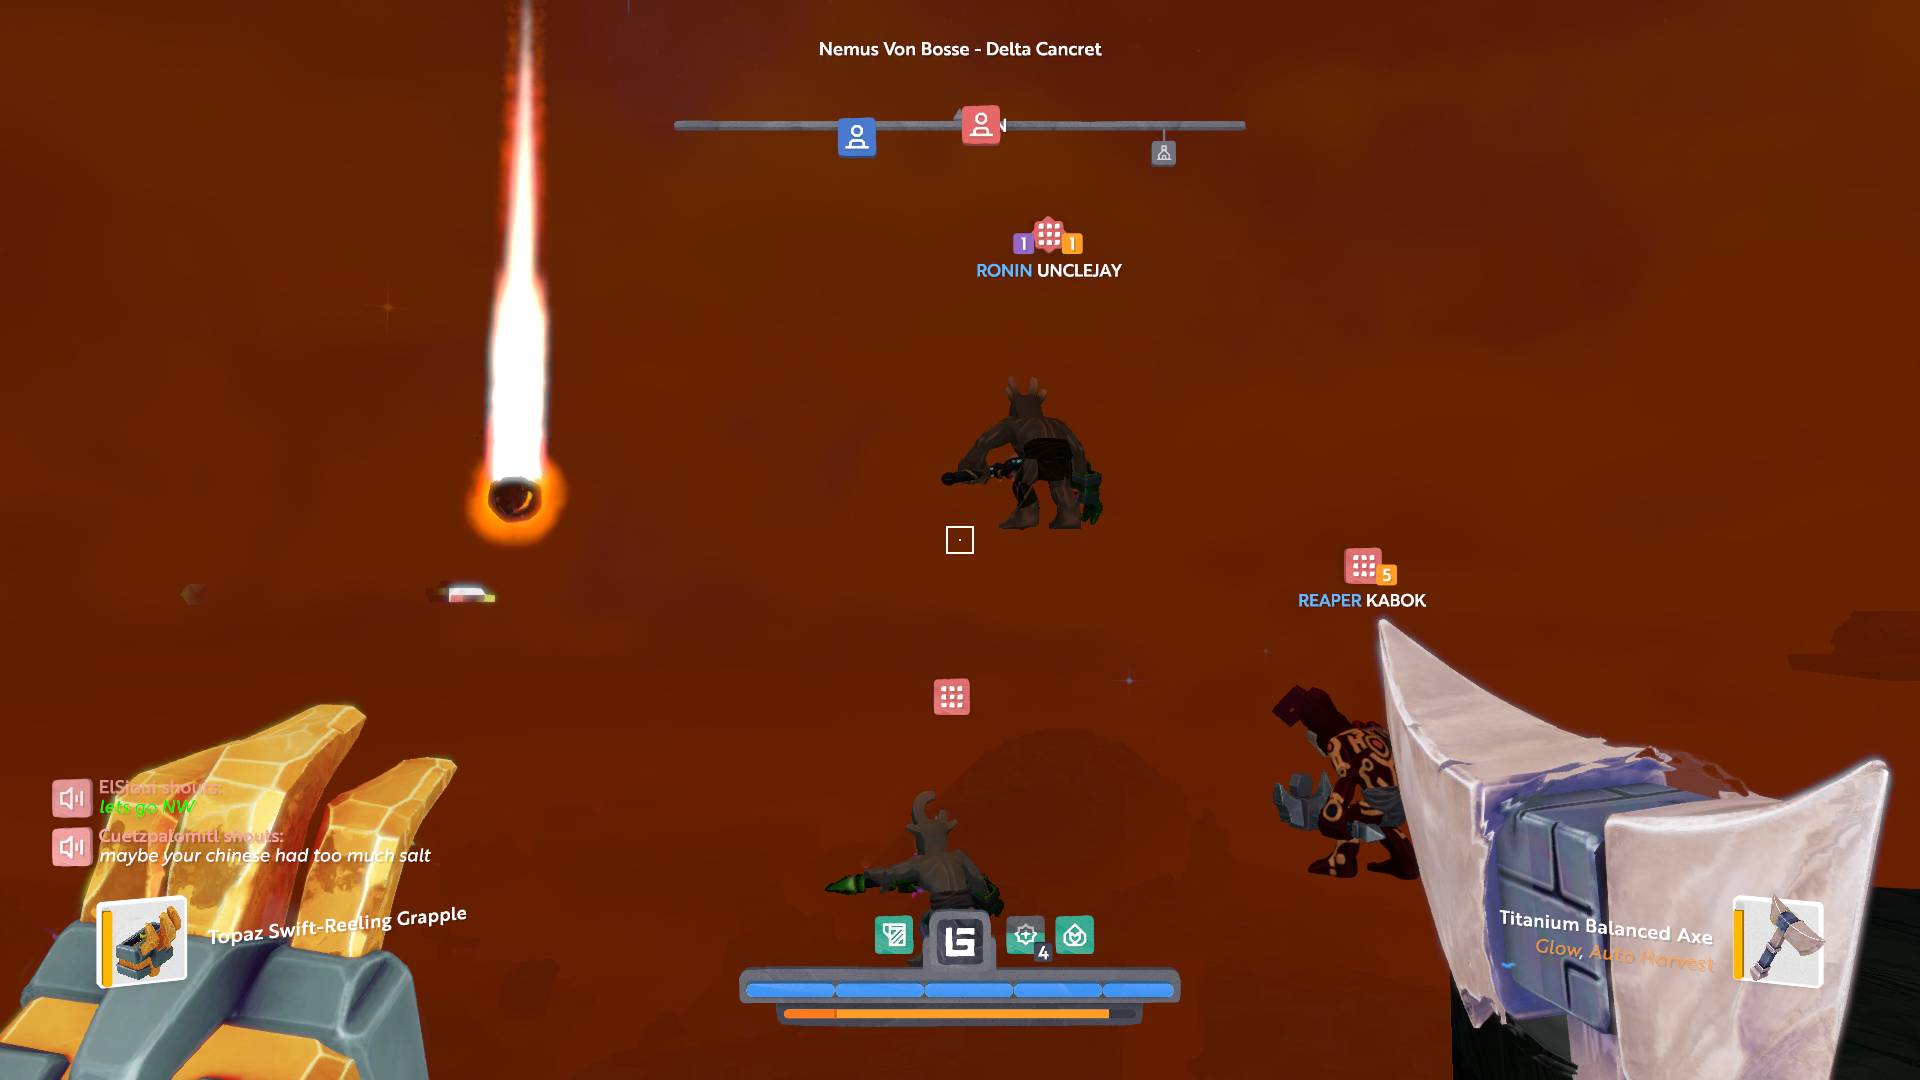 Nemus Von Bosse - Delta Cancret
N
1 1
RONIN UNCLEJAY
5
REAPER KABOK
ElSjoui shouts:
lets go NW
Cuetzpalomitl shouts:
maybe your chinese had too much salt
Topaz Swift-Reeling Grapple
4
Titanium Balanced Axe
Glow, Auto Harvest